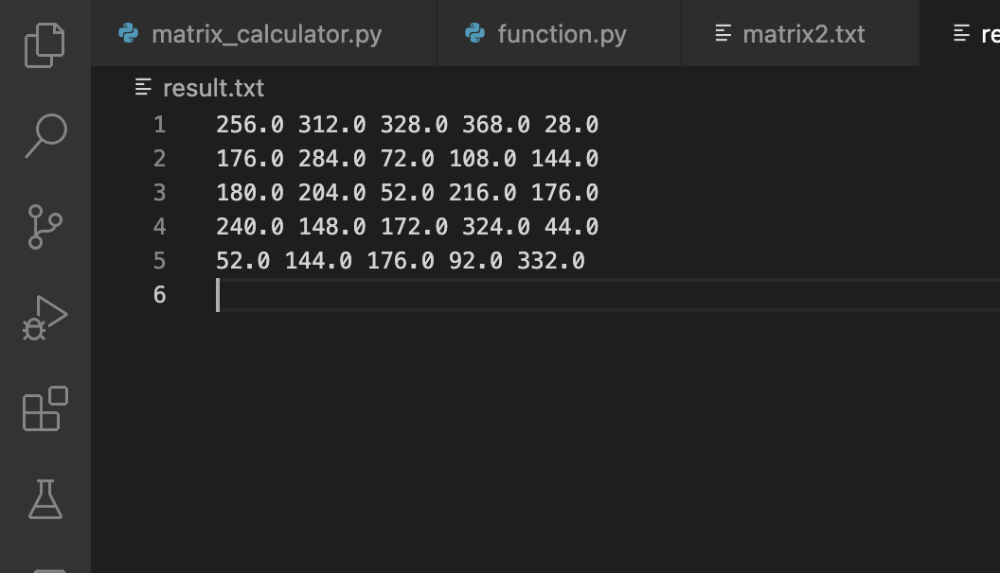 matrix_calculator.py function.py matrix2.txt re
result.txt
1 256.0 312.0 328.0 368.0 28.0
2 176.0 284.0 72.0 108.0 144.0
3 180.0 204.0 52.0 216.0 176.0
4 240.0 148.0 172.0 324.0 44.0
5 52.0 144.0 176.0 92.0 332.0
6